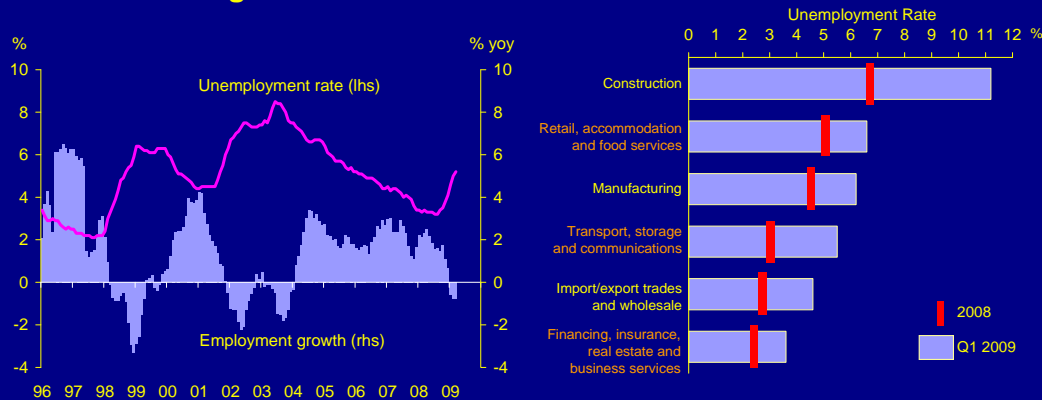 %
% yoy
10
8
6
4
2
0
-2
-4
Unemployment rate (lhs)
Employment growth (rhs)
10
8
6
4
2
0
-2
-4
96 97 98 99 00 01 02 03 04 05 06 07 08 09
Unemployment Rate
0 1 2 3 4 5 6 7 8 9 10 11 12 %
Construction
Retail, accommodation
and food services
Manufacturing
Transport, storage
and communications
Import/export trades
and wholesale
Financing, insurance,
real estate and
business services
2008
Q1 2009